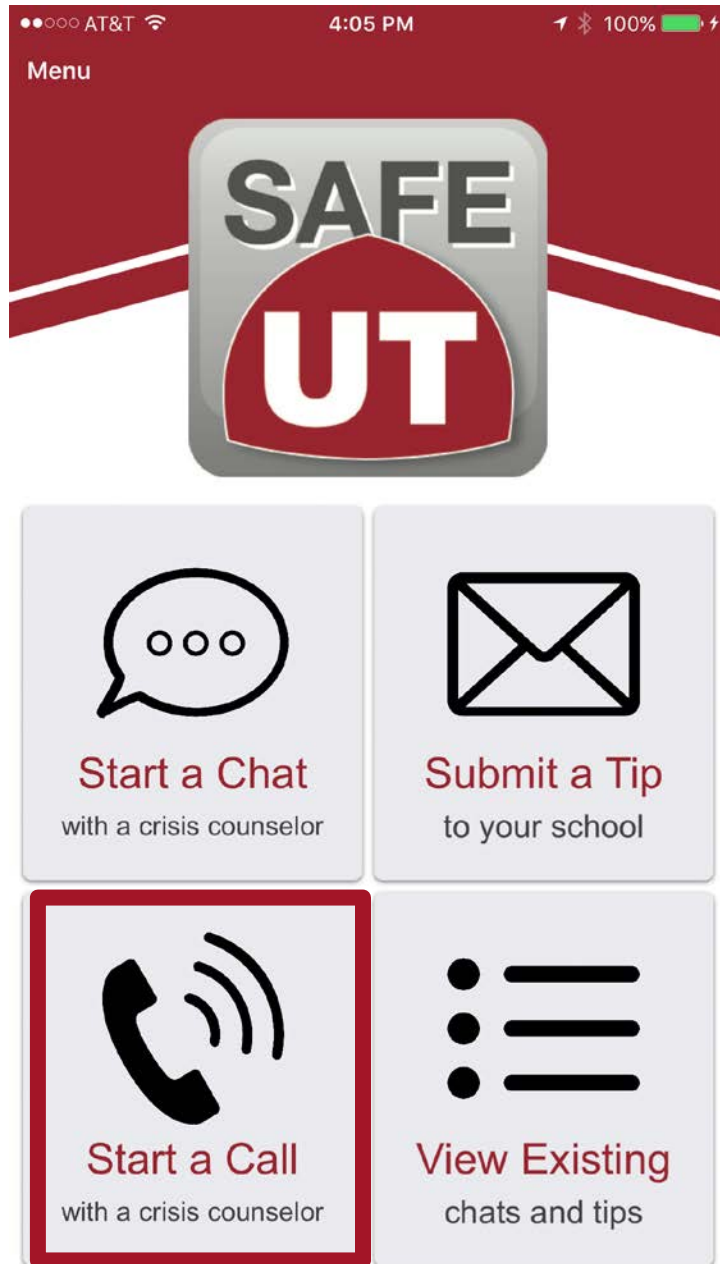 AT&T 4:05 PM 100%
Menu
SAFE
UT
Start a Chat
with a crisis counselor
Submit a Tip
to your school
Start a Call
with a crisis counselor
View Existing
chats and tips